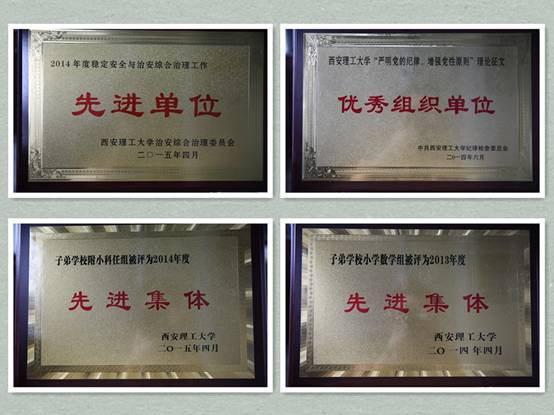 2014年度稳定安全与治安综合治理工作
先进单位
西安理工大学治安综合治理委员会
二〇一五年四月
西安理工大学“严明党的纪律、增强党性原则”理论征文
优秀组织单位
中共西安理工大学纪律检查委员会
二〇一四年六月
子弟学校附小科任组被评为2014年度
先进集体
西安理工大学
二〇一五年四月
子弟学校小学数学组被评为2013年度
先进集体
西安理工大学
二〇一四年四月